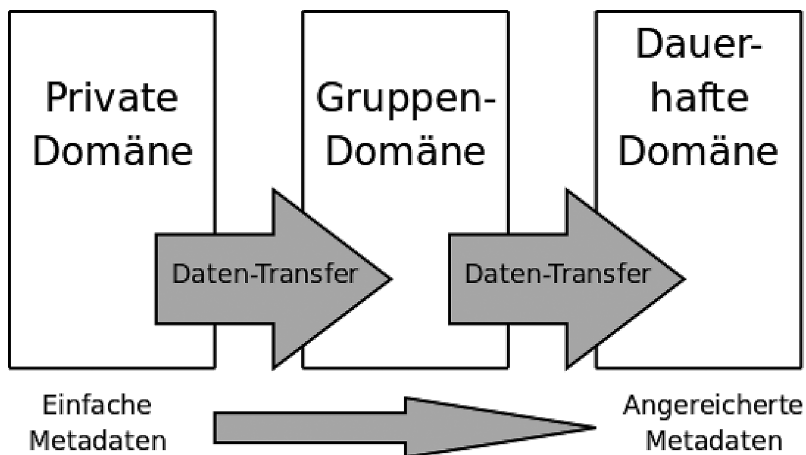 Private
Domäne
Gruppen-
Domäne
Dauer-
hafte
Domäne
Daten-Transfer
Daten-Transfer
Einfache
Metadaten
Angereicherte
Metadaten